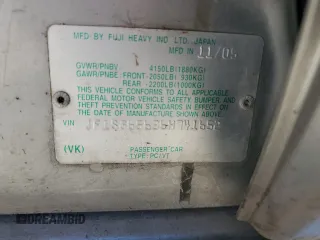 MFD BY FUJI HEAVY IND. LTD. JAPAN
MFD IN 11/05
GVWR/PNBV 4150LB(1880KG)
GAWR/PNBE: FRONT-2050LB( 930KG)
REAR -2200LB(1000KG)
THIS VEHICLE CONFORMS TO ALL APPLICABLE
FEDERAL MOTOR VEHICLE SAFETY BUMPER, AND
THEFT PREVENTION STANDARDS IN EFFECT ON
THE DATE OF MANUFACTURE SHOWN ABOVE.
VIN
(VK)
PASSENGER CAR
TYPE:PC/VT
AUTOBIDMASTER